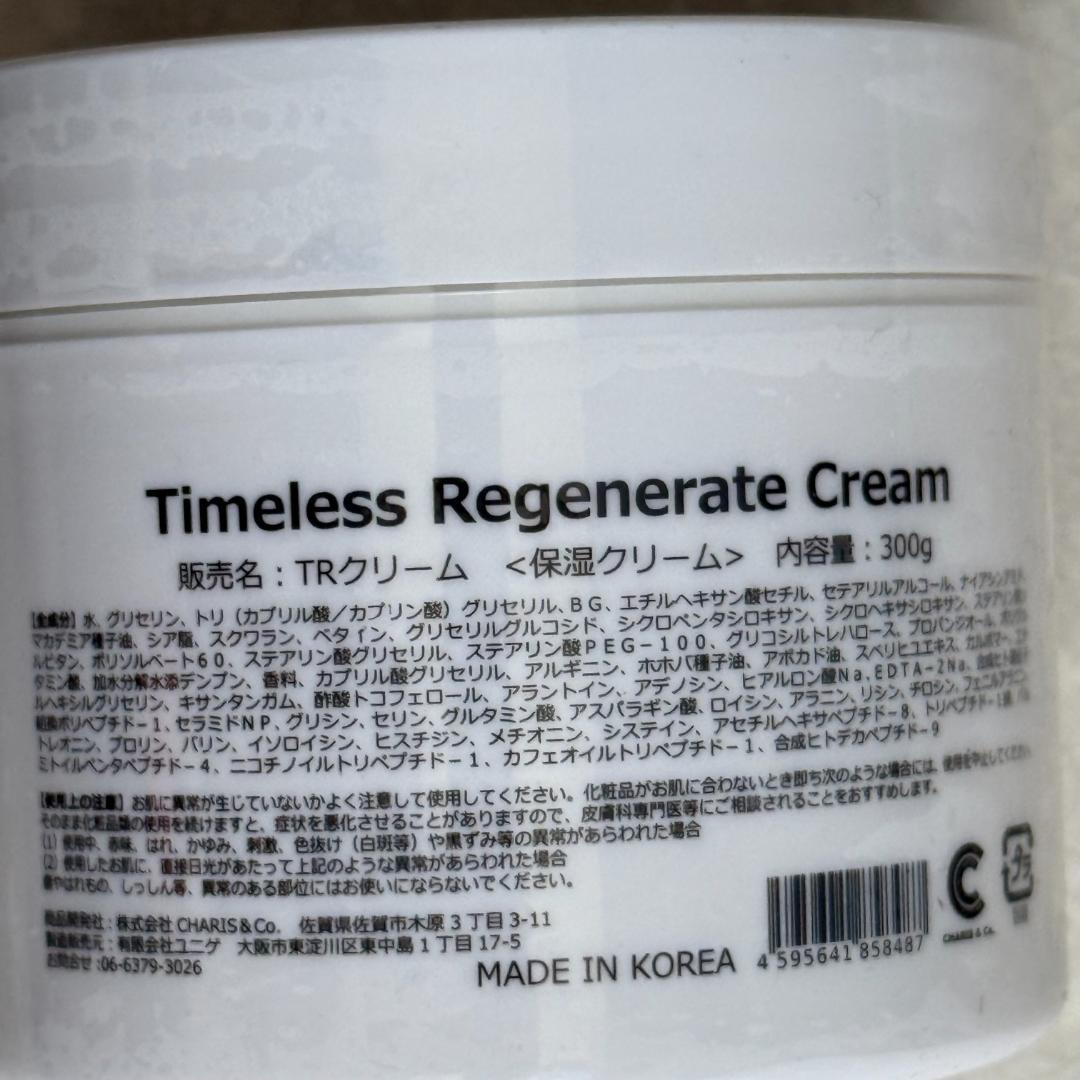 Timeless Regenerate Cream
販売名：TRクリーム <保湿クリーム> 内容量：300g
【全成分】水、グリセリン、トリ（カプリル酸／カプリン酸）グリセリル、ＢＧ、エチルヘキサン酸セチル、セテアリルアルコール、ナイアシンアミド、
マカデミア種子油、シア脂、スクワラン、ベタイン、グリセリルグルコシド、シクロペンタシロキサン、シクロヘキサシロキサン、ステアリン酸
ルビタン、ポリソルベート６０、ステアリン酸グリセリル、ステアリン酸ＰＥＧ－１００、グリコシルトレハロース、プロパンジオール、
タミン酸、加水分解水添デンプン、香料、カプリル酸グリセリル、アルギニン、ホホバ種子油、アボカド油、スベリヒユエキス、カルボマー、
ルヘキシルグリセリン、キサンタンガム、酢酸トコフェロール、アラントイン、アデノシン、ヒアルロン酸Na、ＥＤＴＡ－２Na、合成ヒト
組換ポリペプチド－１、セラミドＮＰ、グリシン、セリン、グルタミン酸、アスパラギン酸、ロイシン、アラニン、リシン、チロシン、フェニルアラニン、
トレオニン、プロリン、バリン、イソロイシン、ヒスチジン、メチオニン、システイン、アセチルヘキサペプチド－８、トリペプチド－１
ミトイルペンタペプチド－４、ニコチノイルトリペプチド－１、カフェオイルトリペプチド－１、合成ヒトデカペプチド－９
【使用上の注意】お肌に異常が生じていないかよく注意して使用してください。化粧品がお肌に合わないとき即ち次のような場合には、使用を中止してください。
そのまま化粧品類の使用を続けますと、症状を悪化させることがありますので、皮膚科専門医等にご相談されることをおすすめします。
(1) 使用中、赤味、はれ、かゆみ、刺激、色抜け（白斑等）や黒ずみ等の異常があらわれた場合
(2) 使用したお肌に、直接日光があたって上記のような異常があらわれた場合
傷やはれもの、しっしん等、異常のある部位にはお使いにならないでください。
商品開発社：株式会社 CHARIS＆Co. 佐賀県佐賀市木原３丁目 3-11
製造販売元：有限会社ユニゲ 大阪市東淀川区東中島１丁目 17-5
お問合せ：06-6379-3026
MADE IN KOREA
4 595641 858487
CHARIS & Co.
プラ